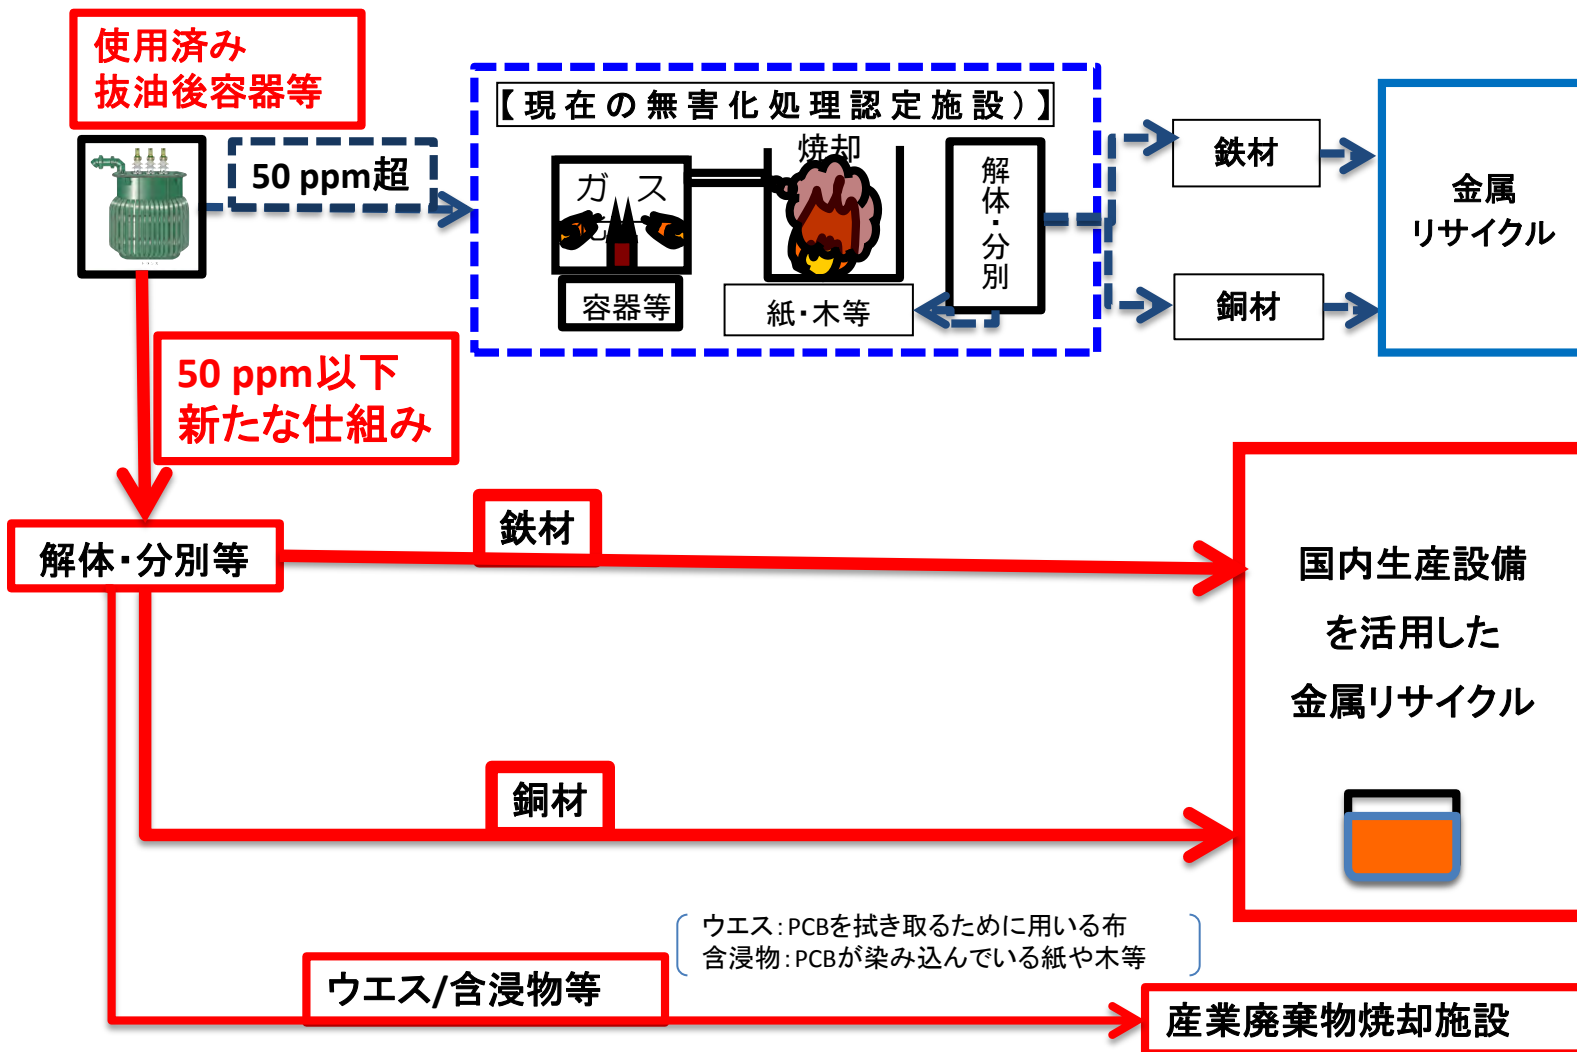 使用済み
抜油後容器等
50 ppm超
【現在の無害化処理認定施設）】
ガス
焼却
容器等
紙・木等
解体・分別
鉄材
銅材
金属
リサイクル
50 ppm以下
新たな仕組み
解体・分別等
鉄材
銅材
国内生産設備
を活用した
金属リサイクル
ウエス：PCBを拭き取るために用いる布
含浸物：PCBが染み込んでいる紙や木等
ウエス/含浸物等
産業廃棄物焼却施設